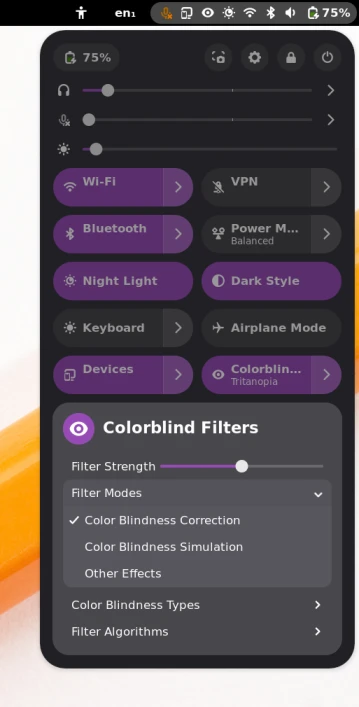 en₁ 75%
75%
Wi-Fi
VPN
Bluetooth
Power M...
Balanced
Night Light
Dark Style
Keyboard
Airplane Mode
Devices
Colorblin...
Tritanopia
Colorblind Filters
Filter Strength
Filter Modes
Color Blindness Correction
Color Blindness Simulation
Other Effects
Color Blindness Types
Filter Algorithms